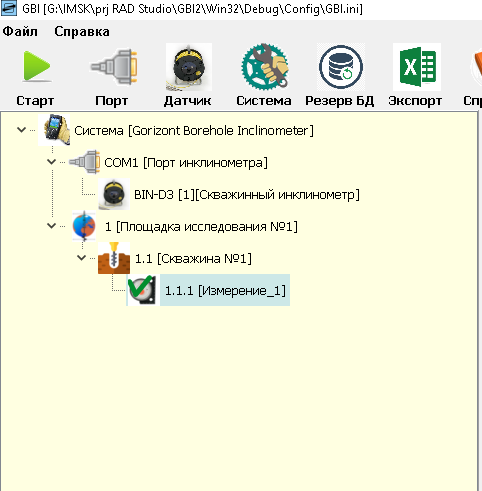 GBI [G:\IMSK\prj RAD Studio\GBI2\Win32\Debug\Config\GBI.ini]
Файл Справка
Старт Порт Датчик Система Резерв БД Экспорт Спр
Система [Gorizont Borehole Inclinometer]
COM1 [Порт инклинометра]
BIN-D3 [1][Скважинный инклинометр]
1 [Площадка исследования №1]
1.1 [Скважина №1]
1.1.1 [Измерение_1]